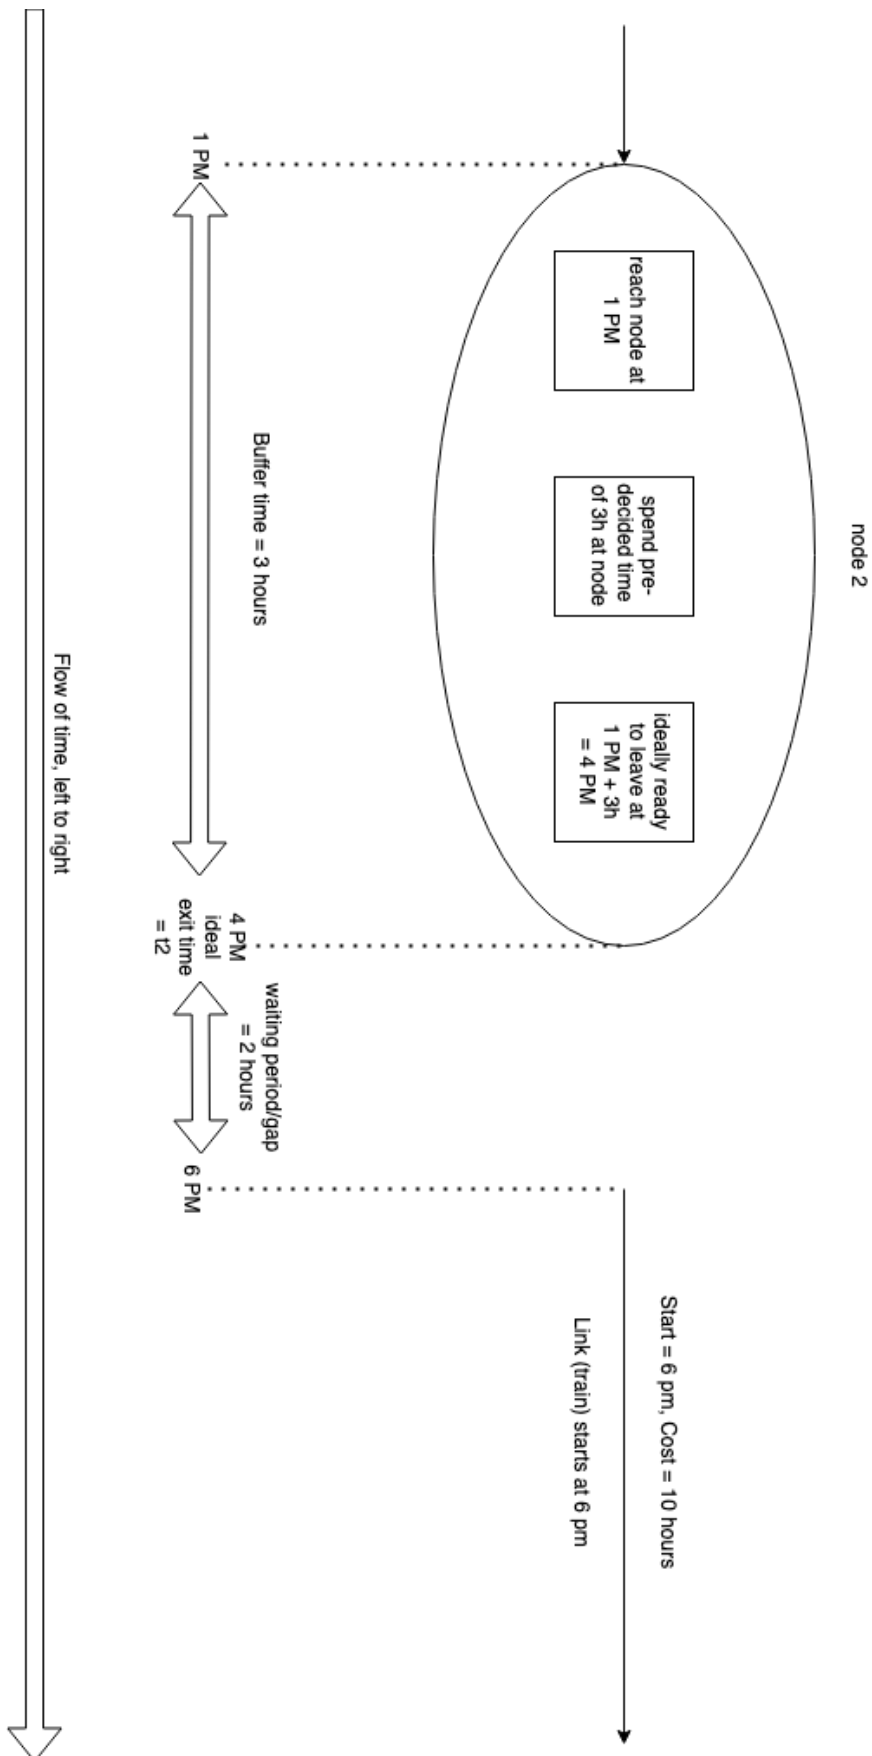 node 2
reach node at
1 PM
spend pre-
decided time
of 3h at node
ideally ready
to leave at
1 PM + 3h
= 4 PM
Start = 6 pm, Cost = 10 hours
Link (train) starts at 6 pm
1 PM
Buffer time = 3 hours
4 PM
ideal
exit time
= t2
waiting period/gap
= 2 hours
6 PM
Flow of time, left to right